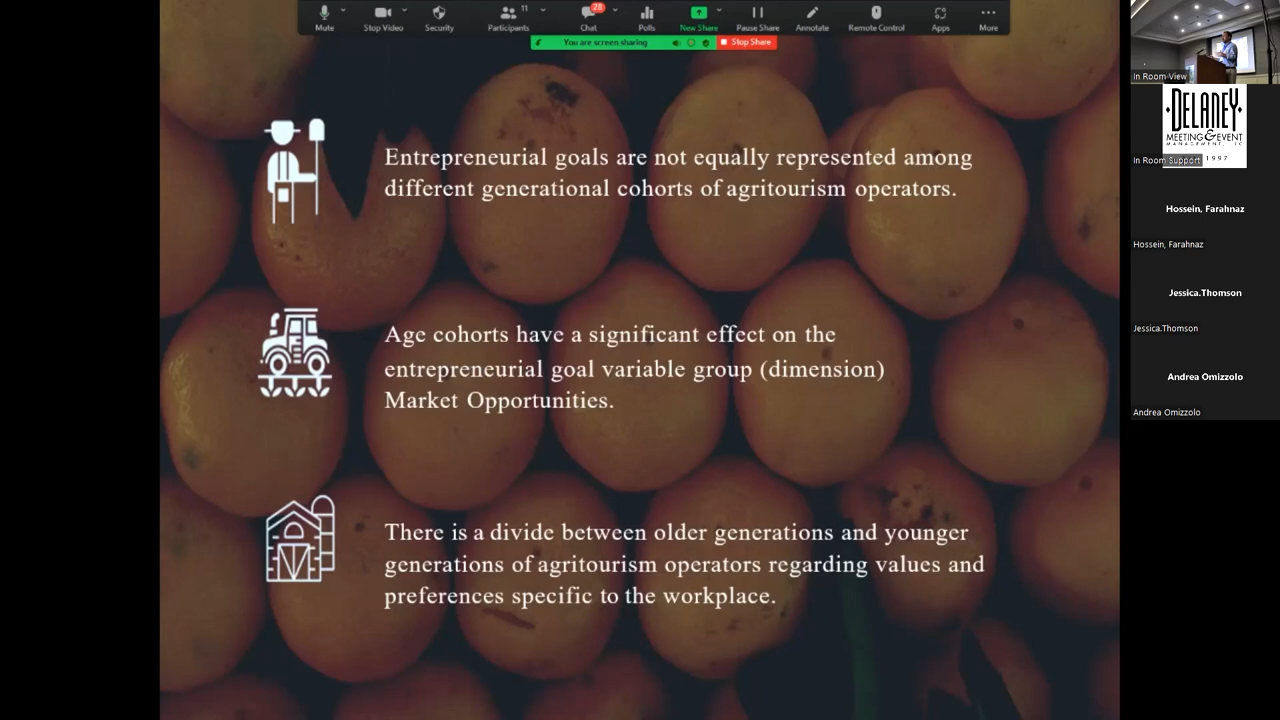 11
28
Mute
Stop Video
Security
Participants
Chat
Polls
New Share
Pause Share
Annotate
Remote Control
Apps
More
You are screen sharing
Stop Share
Entrepreneurial goals are not equally represented among
different generational cohorts of agritourism operators.
Age cohorts have a significant effect on the
entrepreneurial goal variable group (dimension)
Market Opportunities.
There is a divide between older generations and younger
generations of agritourism operators regarding values and
preferences specific to the workplace.
In Room View
DELANEY
MEETING & EVENT
MANAGEMENT, LLC
1997
In Room Support
Hossein, Farahnaz
Hossein, Farahnaz
Jessica.Thomson
Jessica.Thomson
Andrea Omizzolo
Andrea Omizzolo